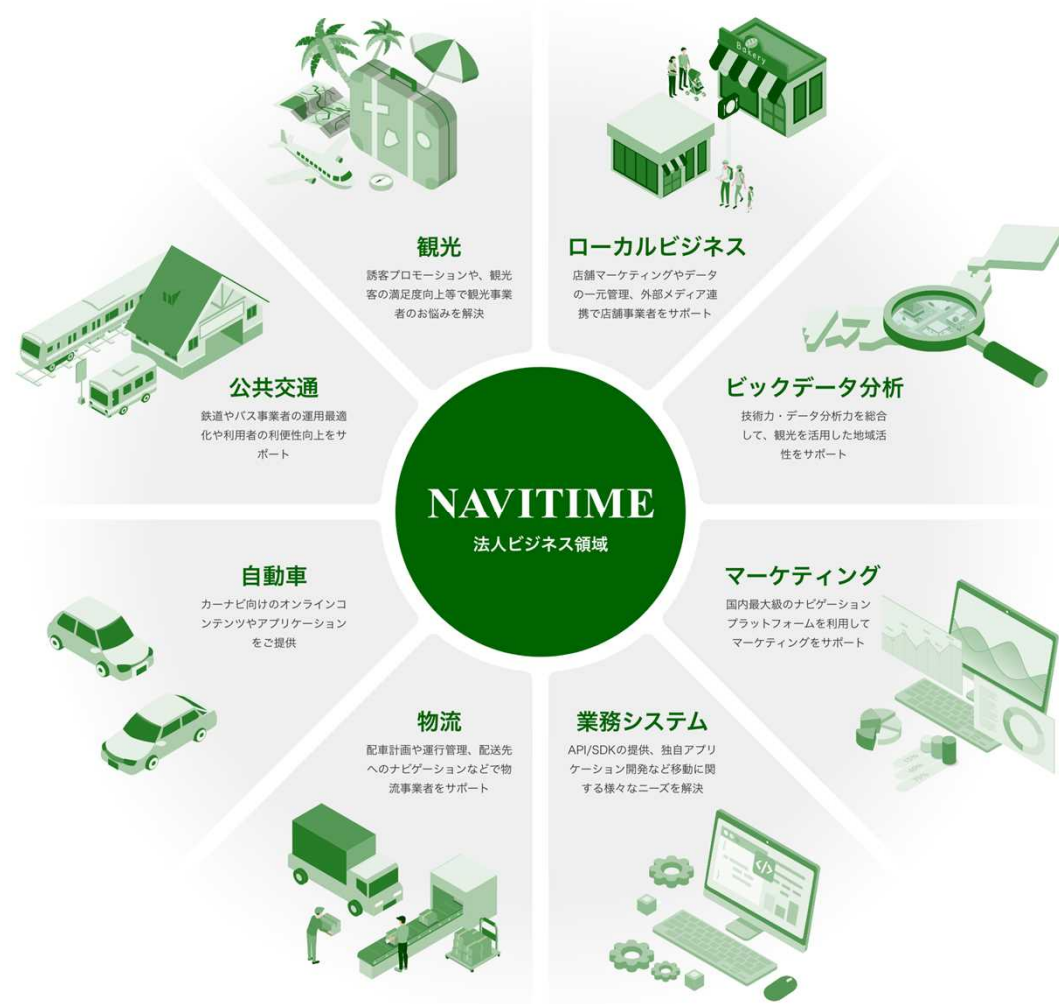 Bakery
観光
誘客プロモーションや、観光
客の満足度向上等で観光事業
者のお悩みを解決
ローカルビジネス
店舗マーケティングやデータ
の一元管理、外部メディア連
携で店舗事業者をサポート
公共交通
鉄道やバス事業者の運用最適
化や利用者の利便性向上をサ
ポート
ビックデータ分析
技術力・データ分析力を総合
して、観光を活用した地域活
性をサポート
NAVITIME
法人ビジネス領域
自動車
カーナビ向けのオンラインコ
ンテンツやアプリケーション
をご提供
マーケティング
国内最大級のナビゲーション
プラットフォームを利用して
マーケティングをサポート
物流
配車計画や運行管理、配送先
へのナビゲーションなどで物
流事業者をサポート
業務システム
API/SDKの提供、独自アプリ
ケーション開発など移動に関
する様々なニーズを解決
</>